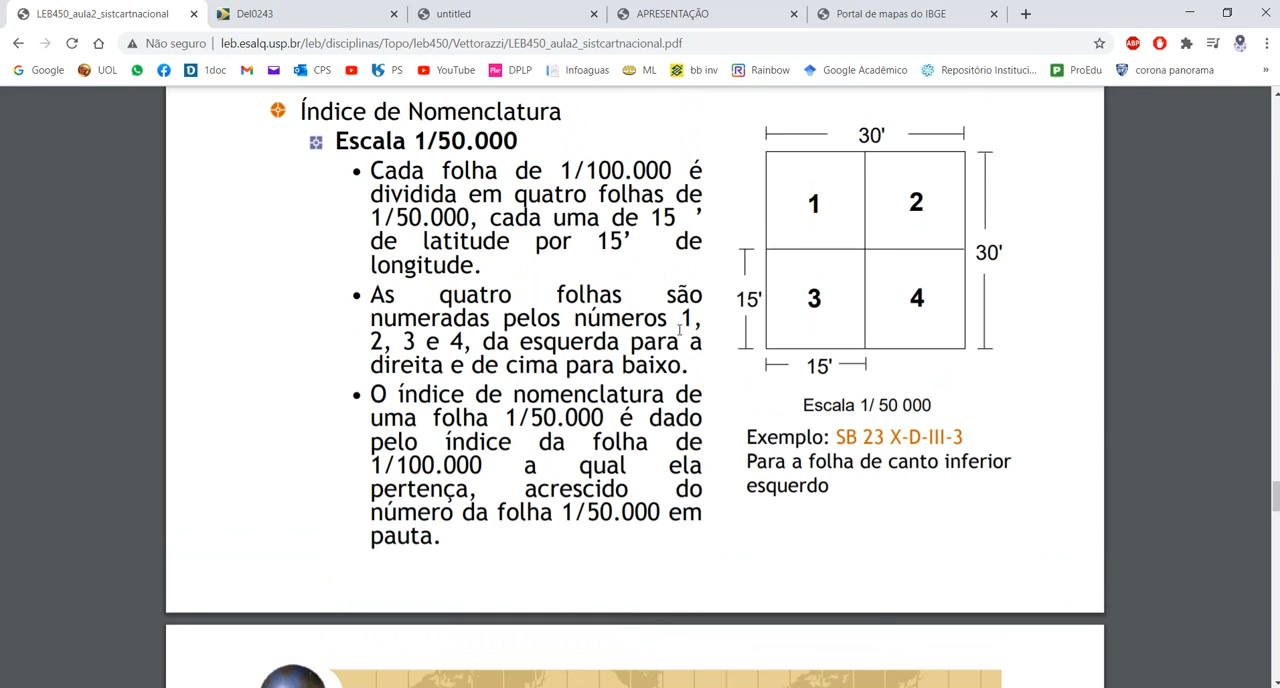 LEB450_aula2_sistcartnacional
Del0243
untitled
APRESENTAÇÃO
Portal de mapas do IBGE
Não seguro
leb.esalq.usp.br/leb/disciplinas/Topo/leb450/Vettorazzi/LEB450_aula2_sistcartnacional.pdf
ABP
Google
UOL
1doc
CPS
PS
YouTube
DPLP
Infoaguas
ML
bb inv
Rainbow
Google Acadêmico
Repositório Instituci...
ProEdu
corona panorama
»
Índice de Nomenclatura
Escala 1/50.000
• Cada folha de 1/100.000 é
dividida em quatro folhas de
1/50.000, cada uma de 15 ’
de latitude por 15’ de
longitude.
• As quatro folhas são
numeradas pelos números 1,
2, 3 e 4, da esquerda para a
direita e de cima para baixo.
• O índice de nomenclatura de
uma folha 1/50.000 é dado
pelo índice da folha de
1/100.000 a qual ela
pertença, acrescido do
número da folha 1/50.000 em
pauta.
30'
1
2
30'
15'
3
4
15'
Escala 1/ 50 000
Exemplo: SB 23 X-D-III-3
Para a folha de canto inferior
esquerdo